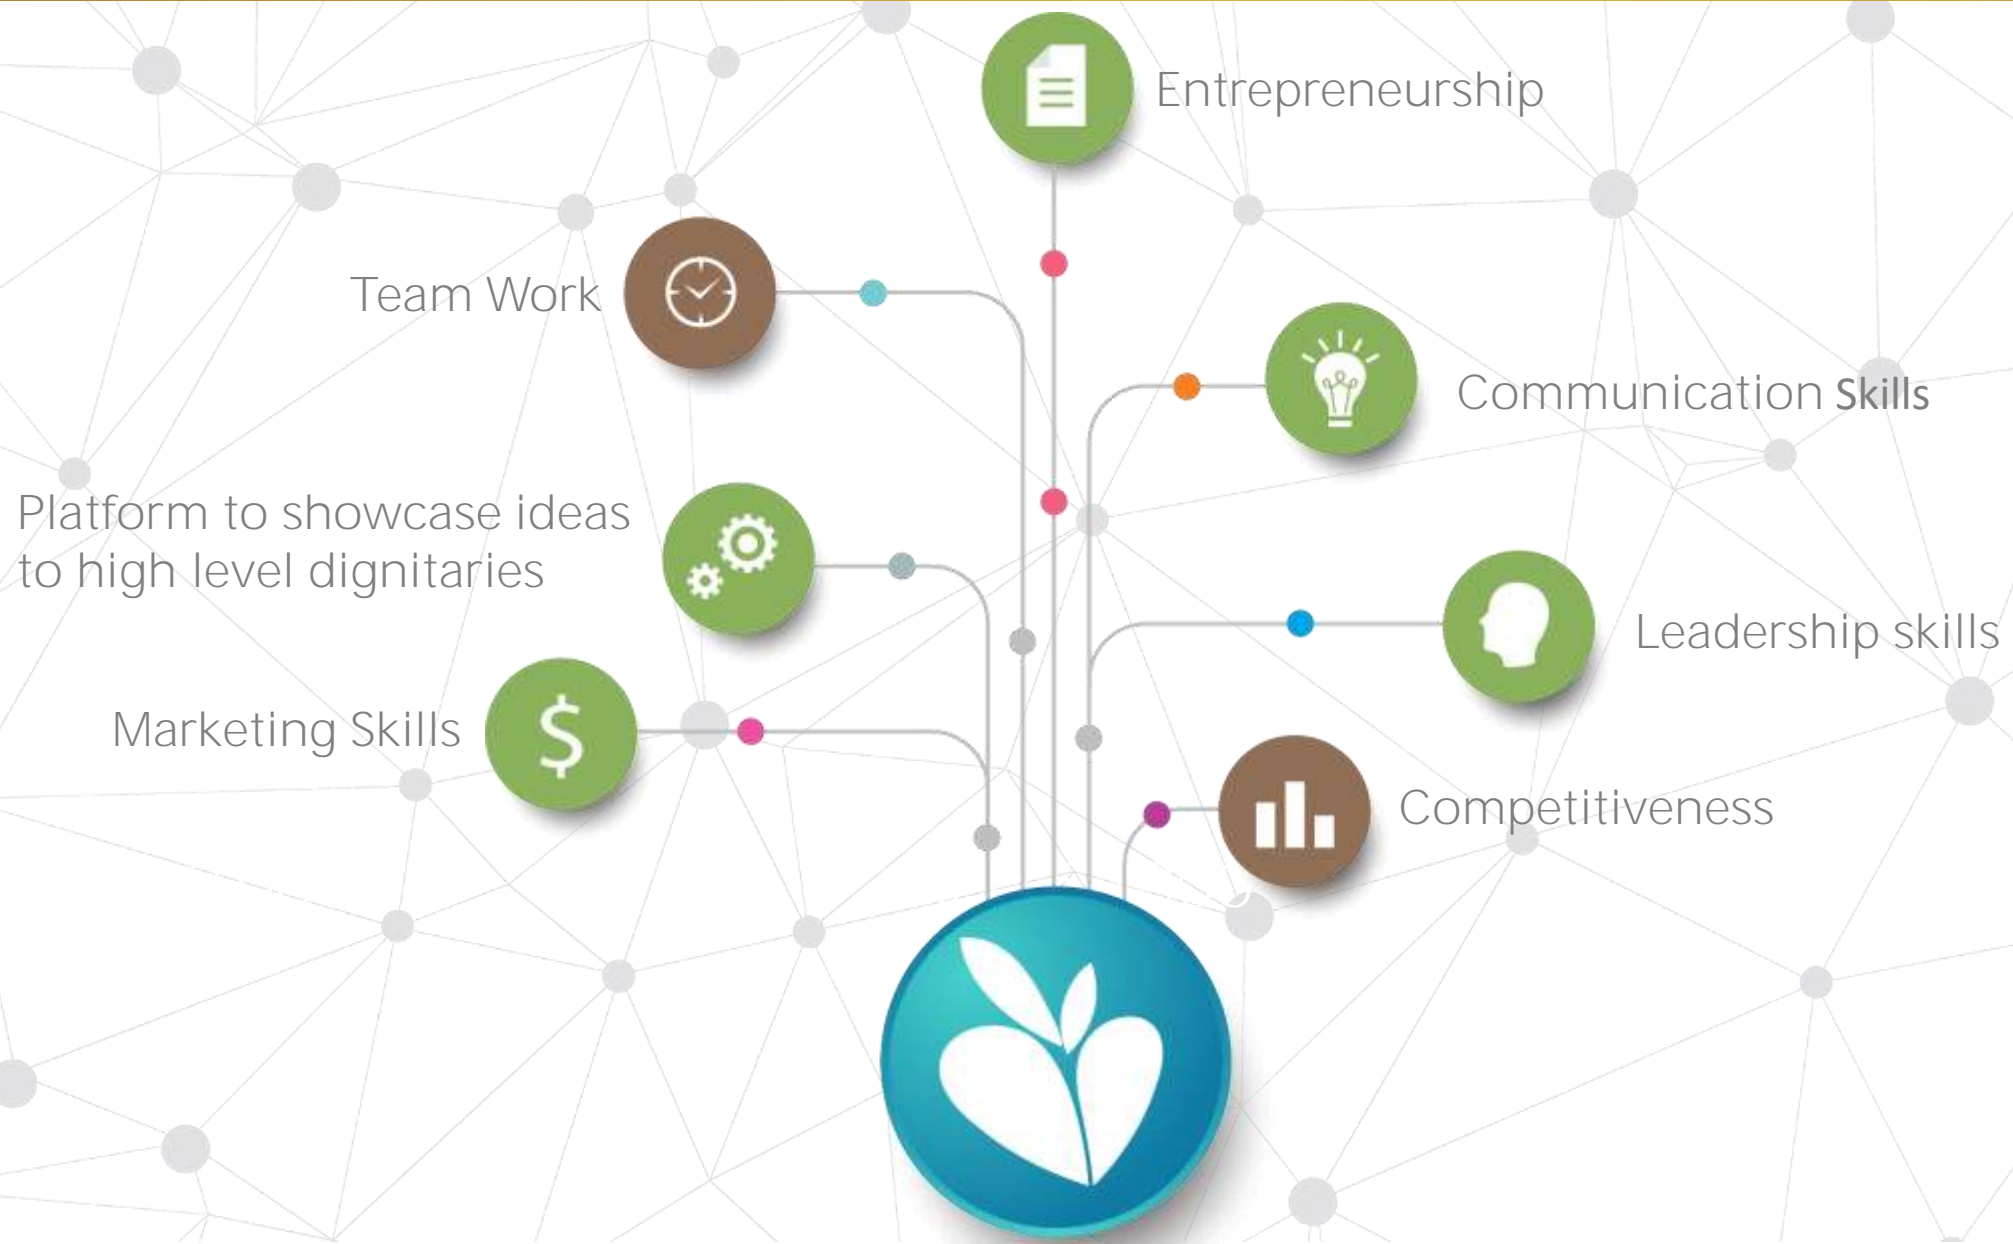 Entrepreneurship
Team Work
Communication Skills
Platform to showcase ideas
to high level dignitaries
Leadership skills
Marketing Skills
$
Competitiveness